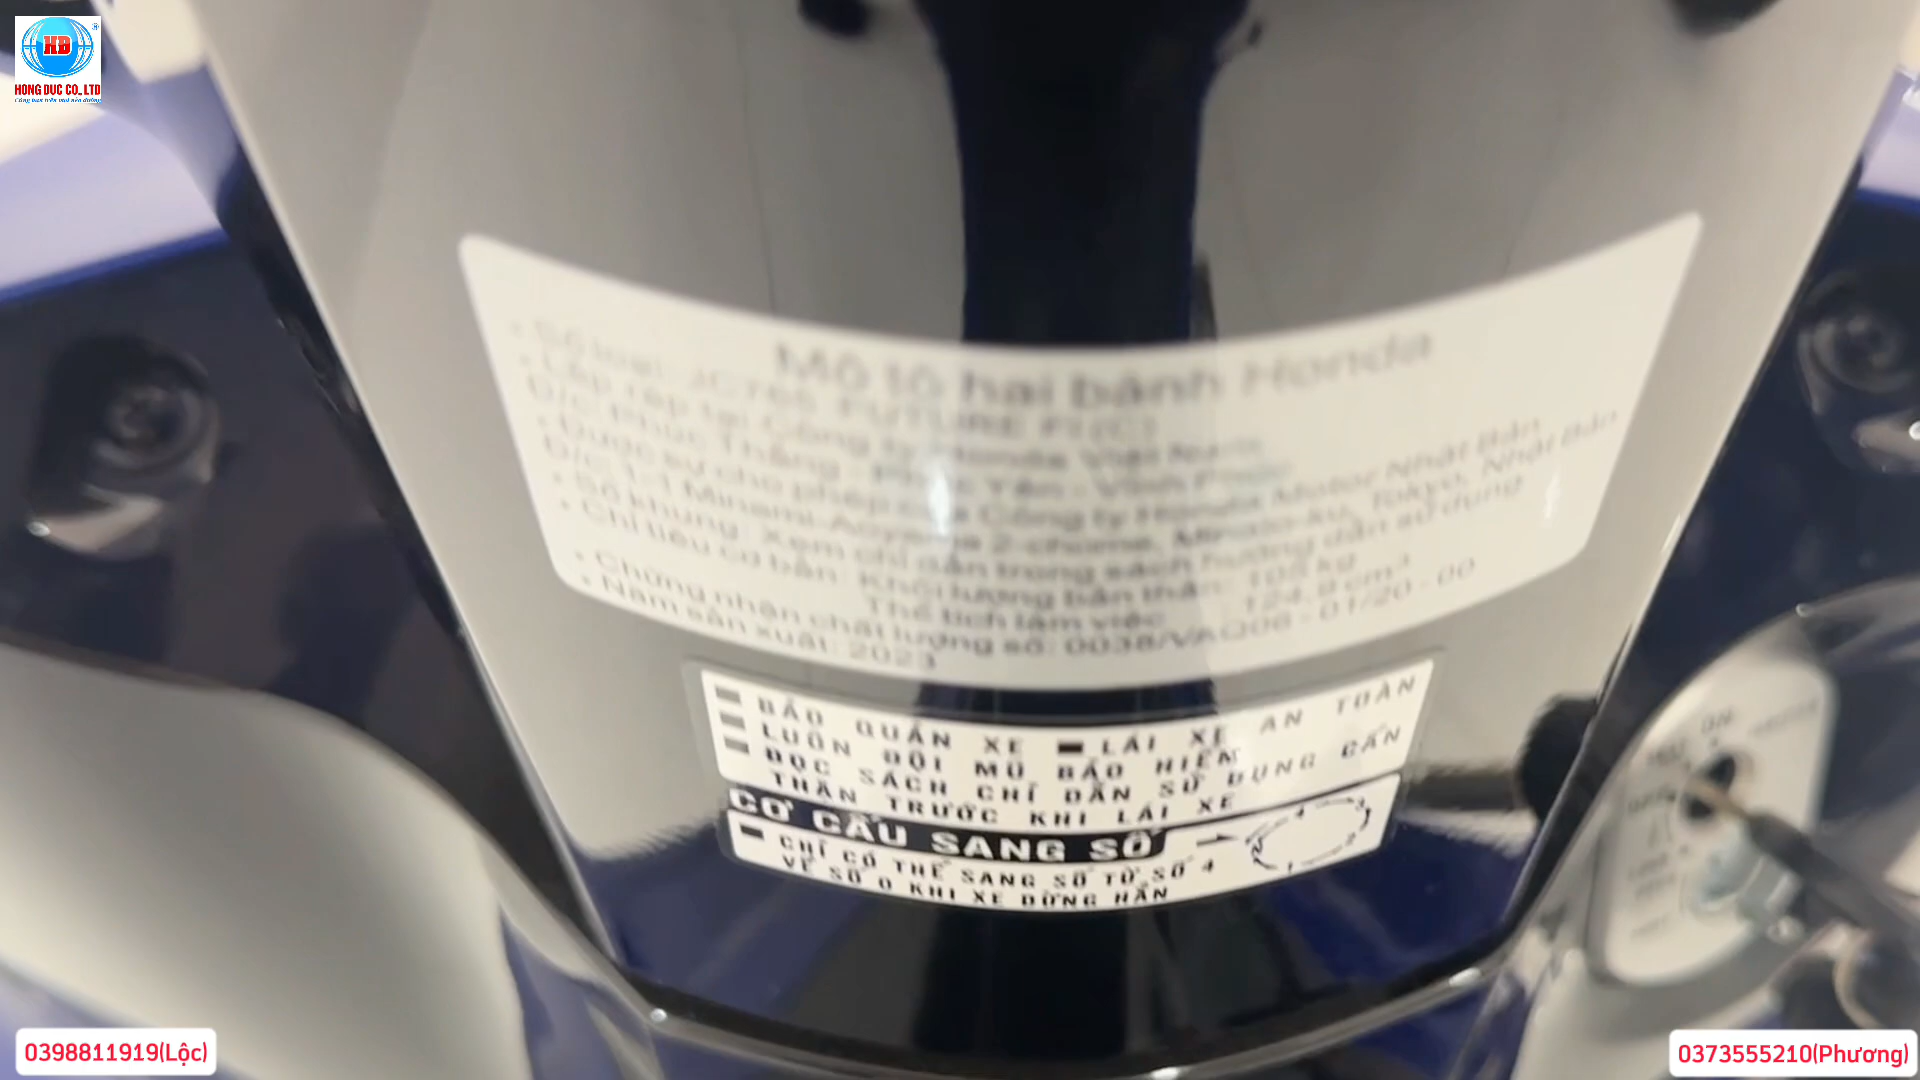 HD
HONG DUC CO., LTD
Mô tô hai bánh Honda
• Số loại: JC765 FUTURE FI (C)
• Lắp ráp tại Công ty Honda Việt Nam
Đ/C Phúc Thắng - Phúc Yên - Vĩnh Phúc
• Được sự cho phép của Công ty Honda Motor Nhật Bản
Đ/C 1-1 Minami-Aoyama 2-chome, Minato-ku, Tokyo, Nhật Bản
• Số khung: Xem chỉ dẫn trong sách hướng dẫn sử dụng
• Chỉ tiêu cơ bản: Khối lượng bản thân: 105 kg
Thể tích làm việc : 124,9 cm³
• Chứng nhận chất lượng số: 0038/VAQ06 - 01/20 - 00
• Năm sản xuất: 2023
BẢO QUẢN XE LÁI XE AN TOÀN
LUÔN ĐỘI MŨ BẢO HIỂM
ĐỌC SÁCH CHỈ DẪN SỬ DỤNG CẨN
THẬN TRƯỚC KHI LÁI XE
CƠ CẤU SANG SỐ
CHỈ CÓ THỂ SANG SỐ TỪ SỐ 4
VỀ SỐ 0 KHI XE DỪNG HẲN
N 1 2 3 4
ON
0398811919(Lộc)
0373555210(Phương)